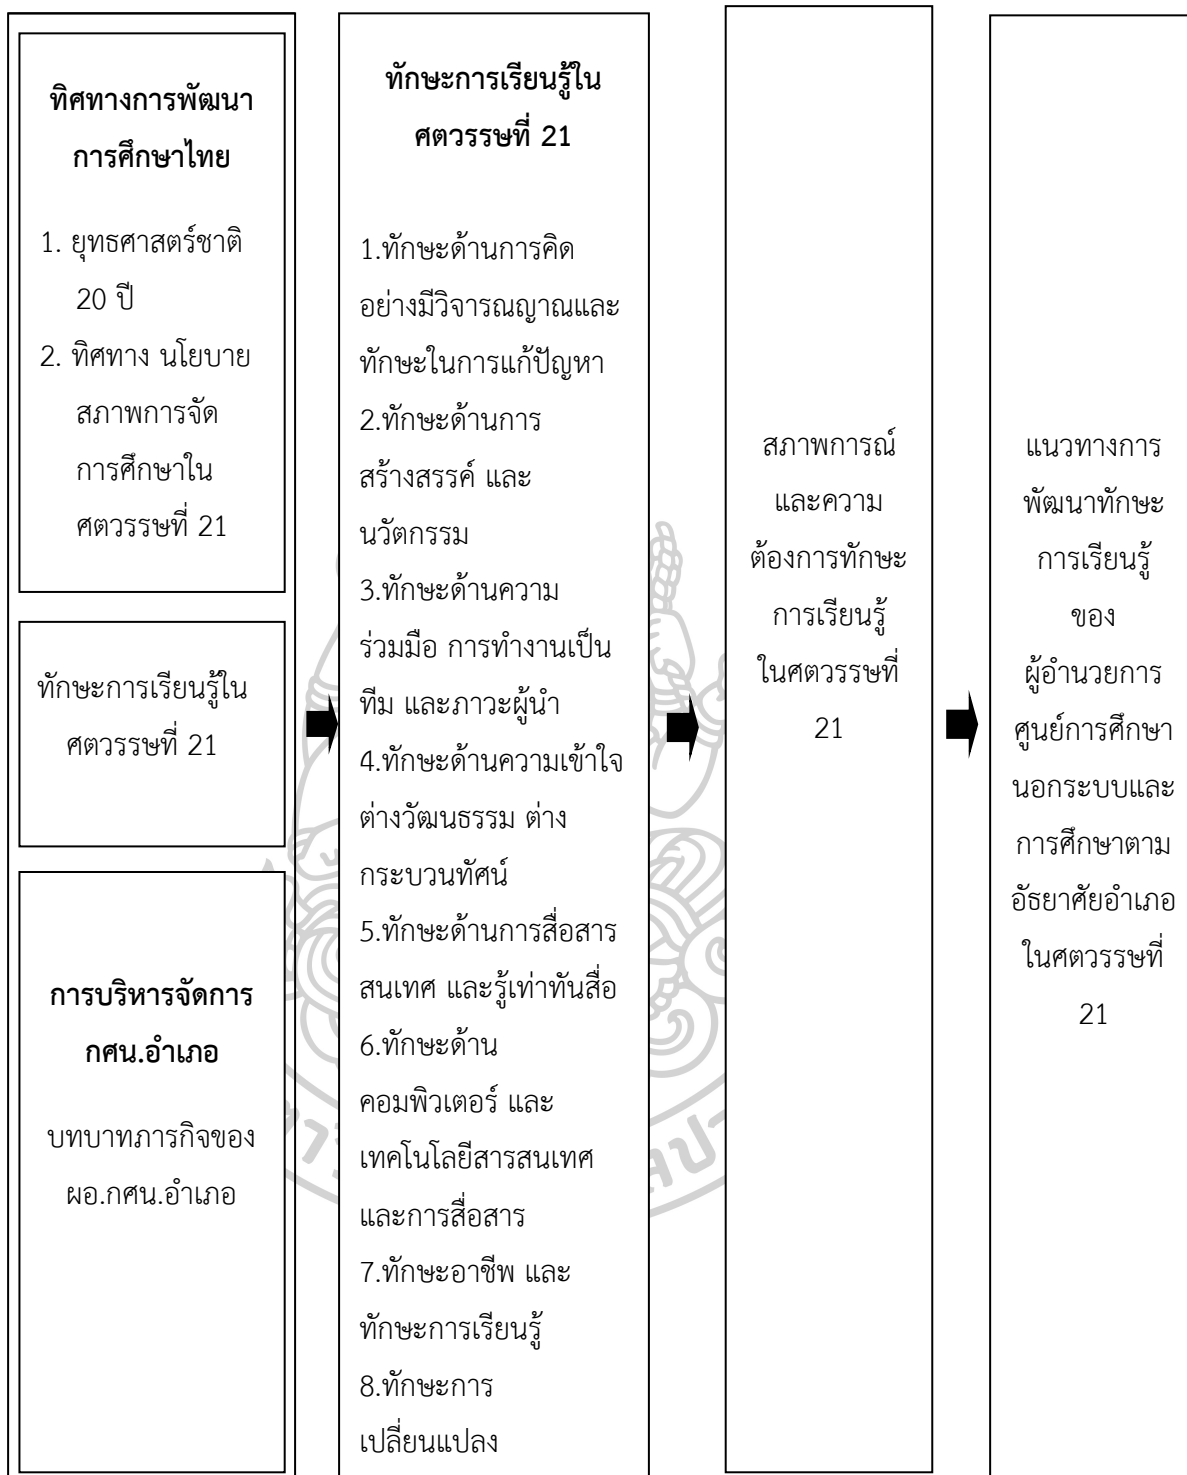 ทิศทางการพัฒนา
การศึกษาไทย
1. ยุทธศาสตร์ชาติ
20 ปี
2. ทิศทาง นโยบาย
สภาพการจัด
การศึกษาใน
ศตวรรษที่ 21
ทักษะการเรียนรู้ใน
ศตวรรษที่ 21
การบริหารจัดการ
กศน.อำเภอ
บทบาทภารกิจของ
ผอ.กศน.อำเภอ
ทักษะการเรียนรู้ใน
ศตวรรษที่ 21
1.ทักษะด้านการคิด
อย่างมีวิจารณญาณและ
ทักษะในการแก้ปัญหา
2.ทักษะด้านการ
สร้างสรรค์ และ
นวัตกรรม
3.ทักษะด้านความ
ร่วมมือ การทำงานเป็น
ทีม และภาวะผู้นำ
4.ทักษะด้านความเข้าใจ
ต่างวัฒนธรรม ต่าง
กระบวนทัศน์
5.ทักษะด้านการสื่อสาร
สนเทศ และรู้เท่าทันสื่อ
6.ทักษะด้าน
คอมพิวเตอร์ และ
เทคโนโลยีสารสนเทศ
และการสื่อสาร
7.ทักษะอาชีพ และ
ทักษะการเรียนรู้
8.ทักษะการ
เปลี่ยนแปลง
สภาพการณ์
และความ
ต้องการทักษะ
การเรียนรู้
ในศตวรรษที่
21
แนวทางการ
พัฒนาทักษะ
การเรียนรู้
ของ
ผู้อำนวยการ
ศูนย์การศึกษา
นอกระบบและ
การศึกษาตาม
อัธยาศัยอำเภอ
ในศตวรรษที่
21